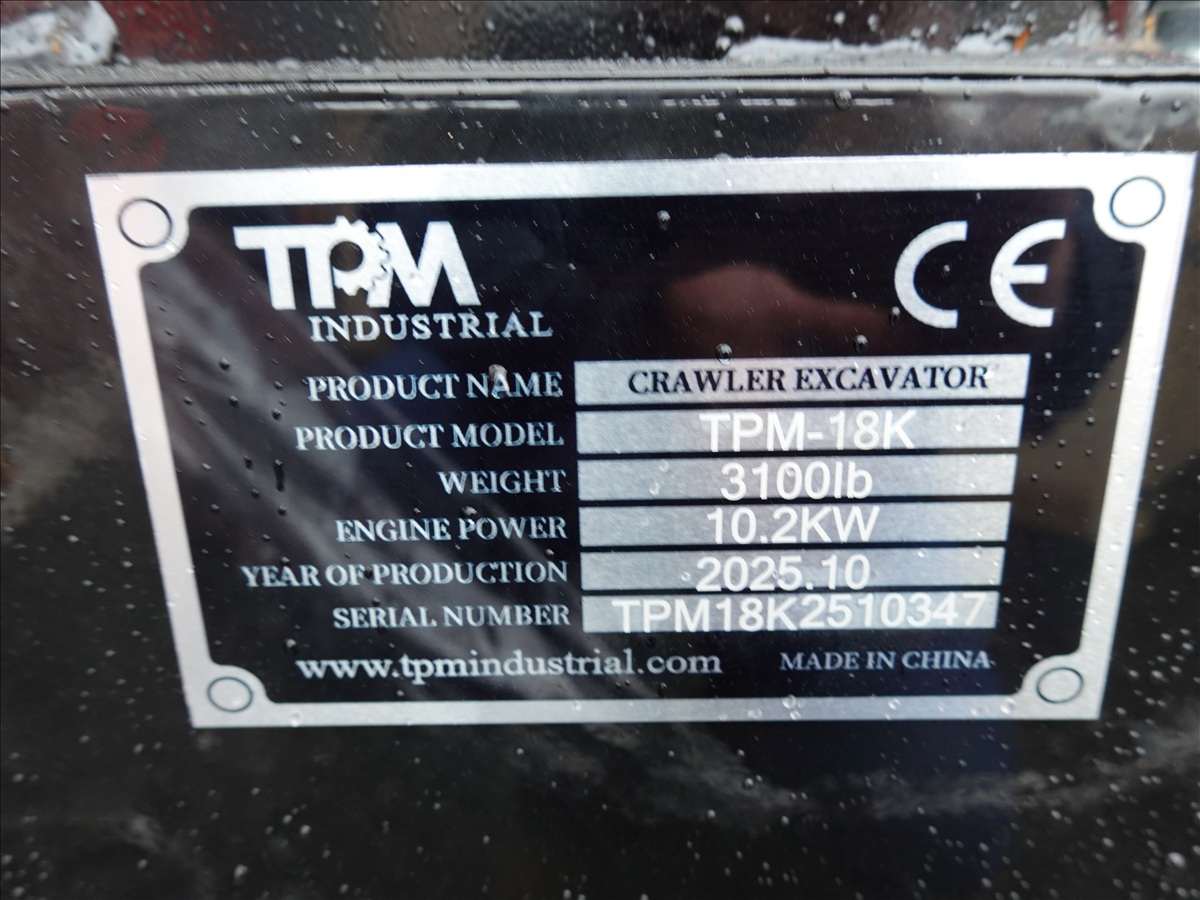 TPM
INDUSTRIAL
CE
PRODUCT NAME CRAWLER EXCAVATOR
PRODUCT MODEL TPM-18K
WEIGHT 3100lb
ENGINE POWER 10.2KW
YEAR OF PRODUCTION 2025.10
SERIAL NUMBER TPM18K2510347
www.tpmindustrial.com MADE IN CHINA